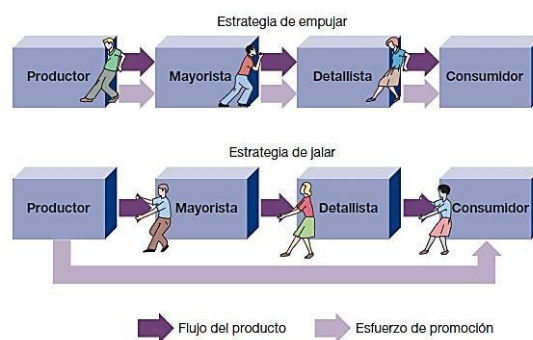 Estrategia de empujar
Productor Mayorista Detallista Consumidor
Estrategia de jalar
Productor Mayorista Detallista Consumidor
Flujo del producto Esfuerzo de promoción